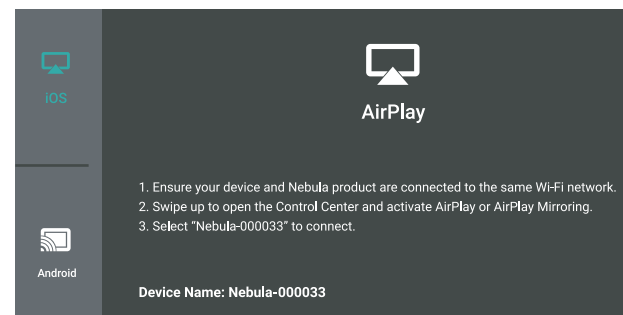 iOS
Android
AirPlay
1. Ensure your device and Nebula product are connected to the same Wi-Fi network.
2. Swipe up to open the Control Center and activate AirPlay or AirPlay Mirroring.
3. Select “Nebula-000033” to connect.
Device Name: Nebula-000033